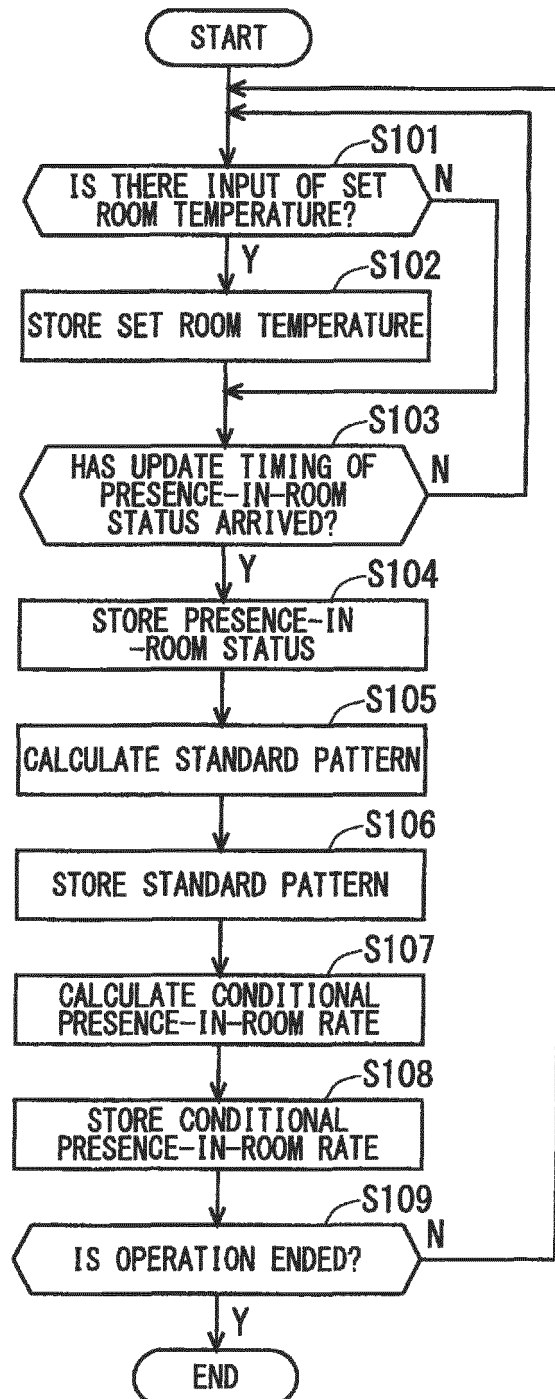 START
S101
IS THERE INPUT OF SET
ROOM TEMPERATURE?
N
Y
S102
STORE SET ROOM TEMPERATURE
S103
HAS UPDATE TIMING OF
PRESENCE-IN-ROOM
STATUS ARRIVED?
N
Y
S104
STORE PRESENCE-IN
-ROOM STATUS
S105
CALCULATE STANDARD PATTERN
S106
STORE STANDARD PATTERN
S107
CALCULATE CONDITIONAL
PRESENCE-IN-ROOM RATE
S108
STORE CONDITIONAL
PRESENCE-IN-ROOM RATE
S109
IS OPERATION ENDED?
N
Y
END